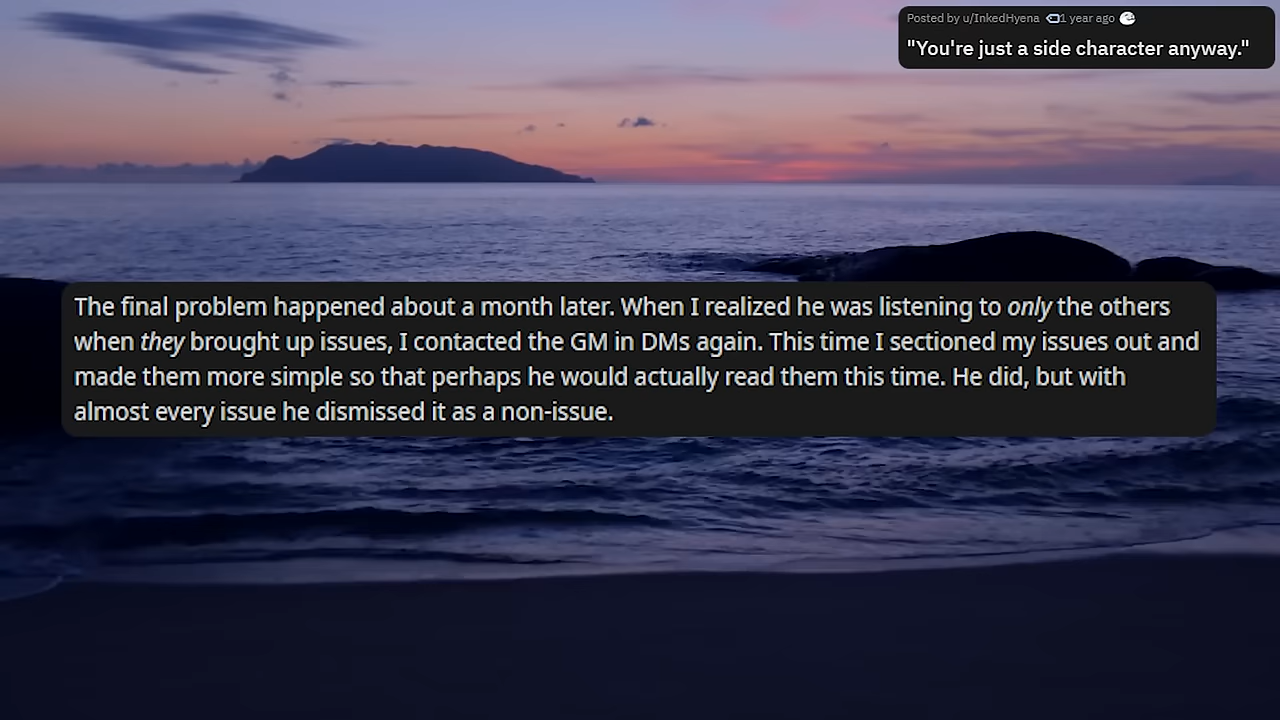 Posted by u/InkedHyena 1 year ago
"You're just a side character anyway."
The final problem happened about a month later. When I realized he was listening to only the others
when they brought up issues, I contacted the GM in DMs again. This time I sectioned my issues out and
made them more simple so that perhaps he would actually read them this time. He did, but with
almost every issue he dismissed it as a non-issue.